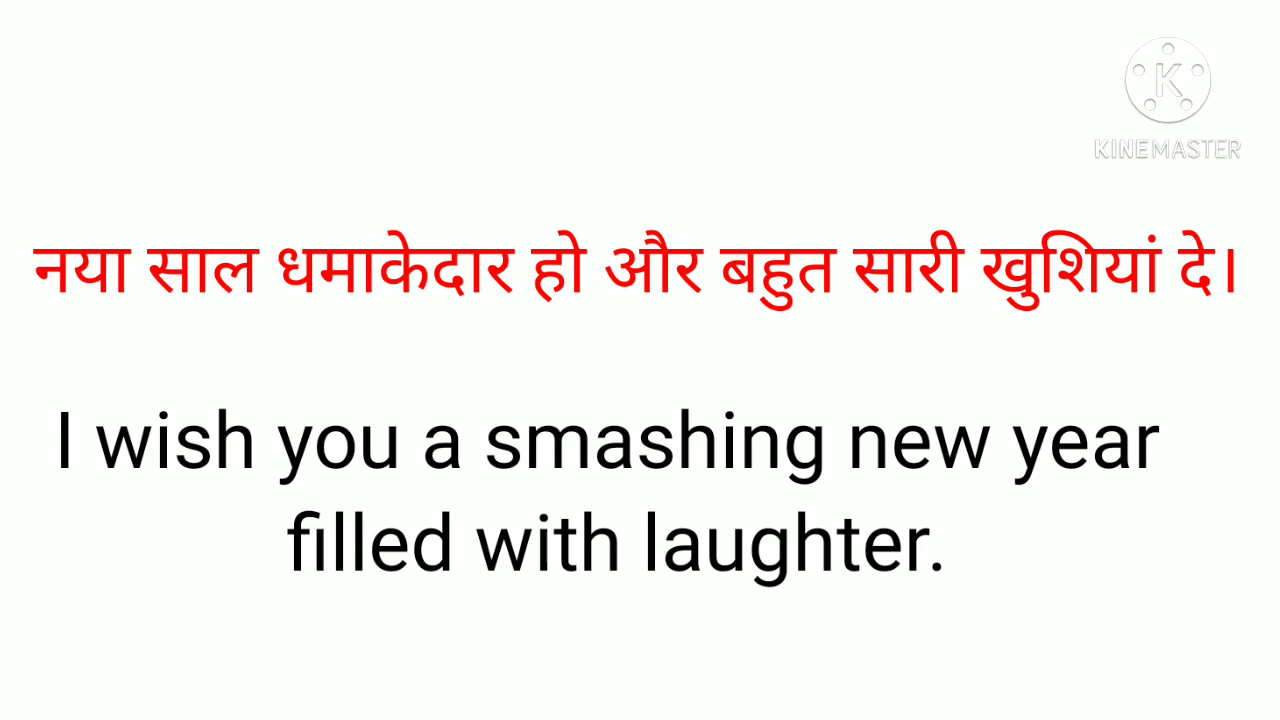 K
KINEMASTER
नया साल धमाकेदार हो और बहुत सारी खुशियां दे।
I wish you a smashing new year
filled with laughter.